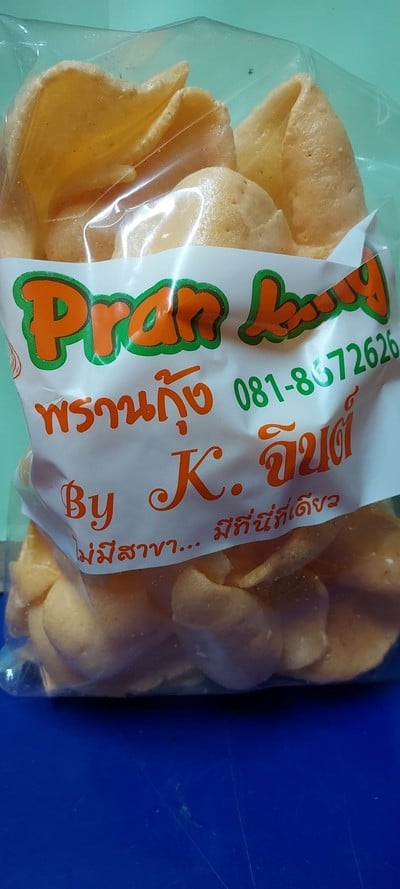 Pran kung
พรานกุ้ง 081-8672626
By K. จินต์
ไม่มีสาขา... มีที่นี่ที่เดียว